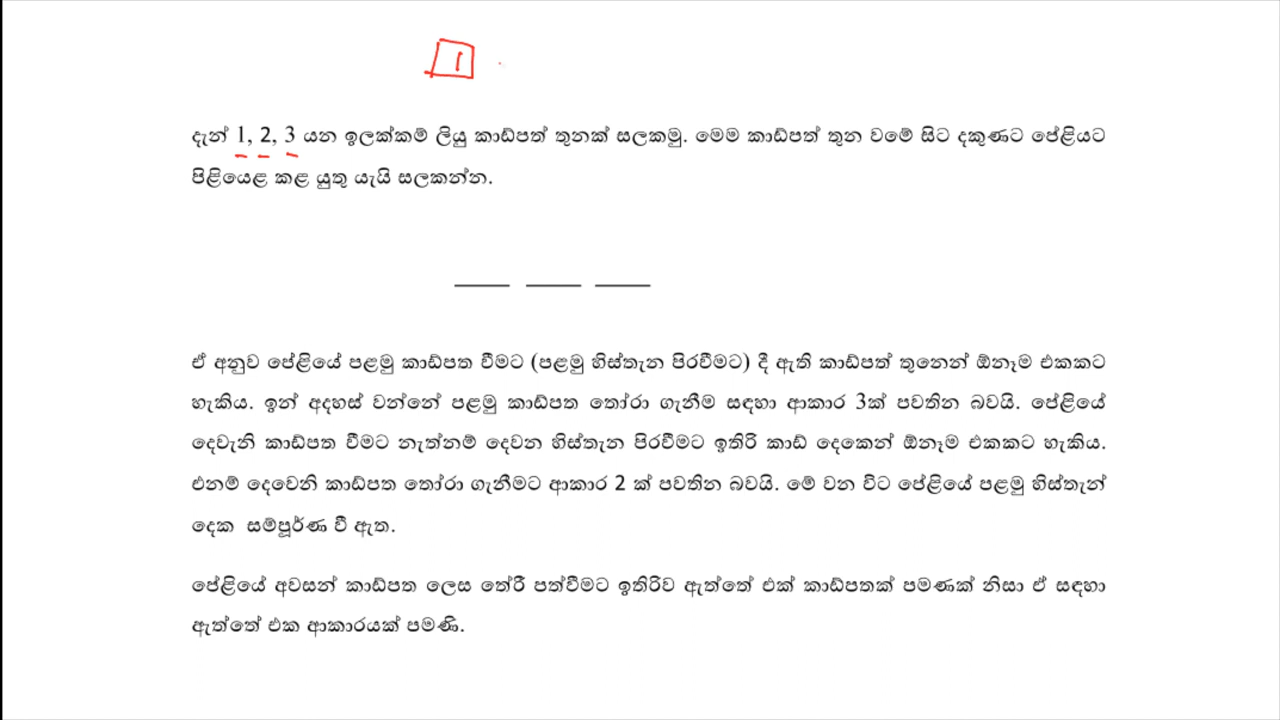 1
දැන් 1, 2, 3 යන ඉලක්කම් ලියු කාඩ්පත් තුනක් සලකමු. මෙම කාඩ්පත් තුන වමේ සිට දකුණට පේළියට
පිළියෙළ කළ යුතු යැයි සලකන්න.
ඒ අනුව පේළියේ පළමු කාඩ්පත වීමට (පළමු හිස්තැන පිරවීමට) දී ඇති කාඩ්පත් තුනෙන් ඕනෑම එකකට
හැකිය. ඉන් අදහස් වන්නේ පළමු කාඩ්පත තෝරා ගැනීම සඳහා ආකාර 3ක් පවතින බවයි. පේළියේ
දෙවැනි කාඩ්පත වීමට නැත්නම් දෙවන හිස්තැන පිරවීමට ඉතිරි කාඩ් දෙකෙන් ඕනෑම එකකට හැකිය.
එනම් දෙවෙනි කාඩ්පත තෝරා ගැනීමට ආකාර 2 ක් පවතින බවයි. මේ වන විට පේළියේ පළමු හිස්තැන්
දෙක සම්පූර්ණ වී ඇත.
පේළියේ අවසන් කාඩ්පත ලෙස තේරී පත්වීමට ඉතිරිව ඇත්තේ එක් කාඩ්පතක් පමණක් නිසා ඒ සඳහා
ඇත්තේ එක ආකාරයක් පමණි.